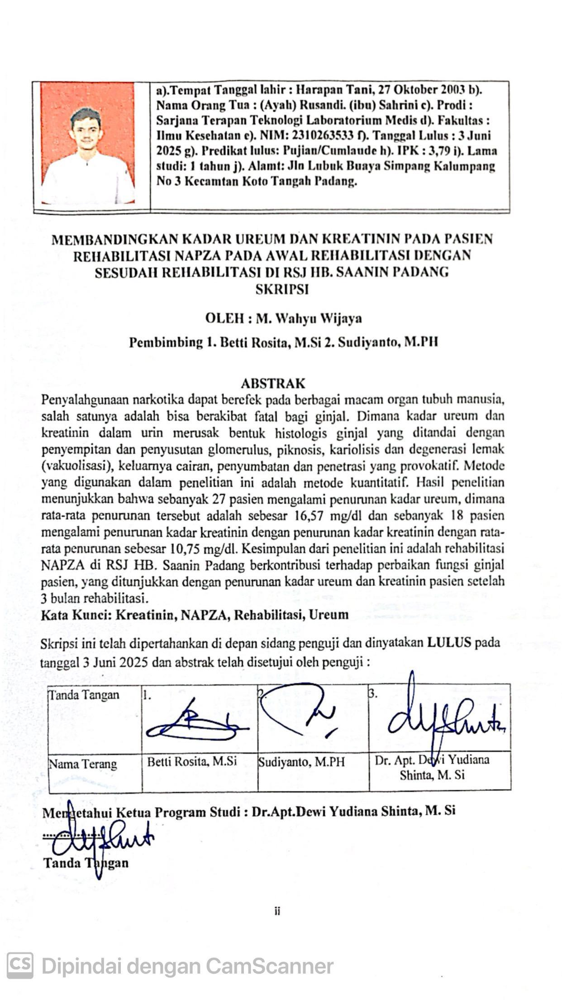 a).Tempat Tanggal lahir : Harapan Tani, 27 Oktober 2003 b).
Nama Orang Tua : (Ayah) Rusandi. (ibu) Sahrini c). Prodi :
Sarjana Terapan Teknologi Laboratorium Medis d). Fakultas :
Ilmu Kesehatan e). NIM: 2310263533 f). Tanggal Lulus : 3 Juni
2025 g). Predikat lulus: Pujian/Cumlaude h). IPK : 3,79 i). Lama
studi: 1 tahun j). Alamt: Jln Lubuk Buaya Simpang Kalumpang
No 3 Kecamtan Koto Tangah Padang.
MEMBANDINGKAN KADAR UREUM DAN KREATININ PADA PASIEN
REHABILITASI NAPZA PADA AWAL REHABILITASI DENGAN
SESUDAH REHABILITASI DI RSJ HB. SAANIN PADANG
SKRIPSI
OLEH : M. Wahyu Wijaya
Pembimbing 1. Betti Rosita, M.Si 2. Sudiyanto, M.PH
ABSTRAK
Penyalahgunaan narkotika dapat berefek pada berbagai macam organ tubuh manusia,
salah satunya adalah bisa berakibat fatal bagi ginjal. Dimana kadar ureum dan
kreatinin dalam urin merusak bentuk histologis ginjal yang ditandai dengan
penyempitan dan penyusutan glomerulus, piknosis, kariolisis dan degenerasi lemak
(vakuolisasi), keluarnya cairan, penyumbatan dan penetrasi yang provokatif. Metode
yang digunakan dalam penelitian ini adalah metode kuantitatif. Hasil penelitian
menunjukkan bahwa sebanyak 27 pasien mengalami penurunan kadar ureum, dimana
rata-rata penurunan tersebut adalah sebesar 16,57 mg/dl dan sebanyak 18 pasien
mengalami penurunan kadar kreatinin dengan penurunan kadar kreatinin dengan rata-
rata penurunan sebesar 10,75 mg/dl. Kesimpulan dari penelitian ini adalah rehabilitasi
NAPZA di RSJ HB. Saanin Padang berkontribusi terhadap perbaikan fungsi ginjal
pasien, yang ditunjukkan dengan penurunan kadar ureum dan kreatinin pasien setelah
3 bulan rehabilitasi.
Kata Kunci: Kreatinin, NAPZA, Rehabilitasi, Ureum
Skripsi ini telah dipertahankan di depan sidang penguji dan dinyatakan LULUS pada
tanggal 3 Juni 2025 dan abstrak telah disetujui oleh penguji :
Tanda Tangan 1. 2. 3.
Nama Terang Betti Rosita, M.Si Sudiyanto, M.PH Dr. Apt. Dewi Yudiana
Shinta, M. Si
Mengetahui Ketua Program Studi : Dr.Apt.Dewi Yudiana Shinta, M. Si
Tanda Tangan
ii
CS Dipindai dengan CamScanner